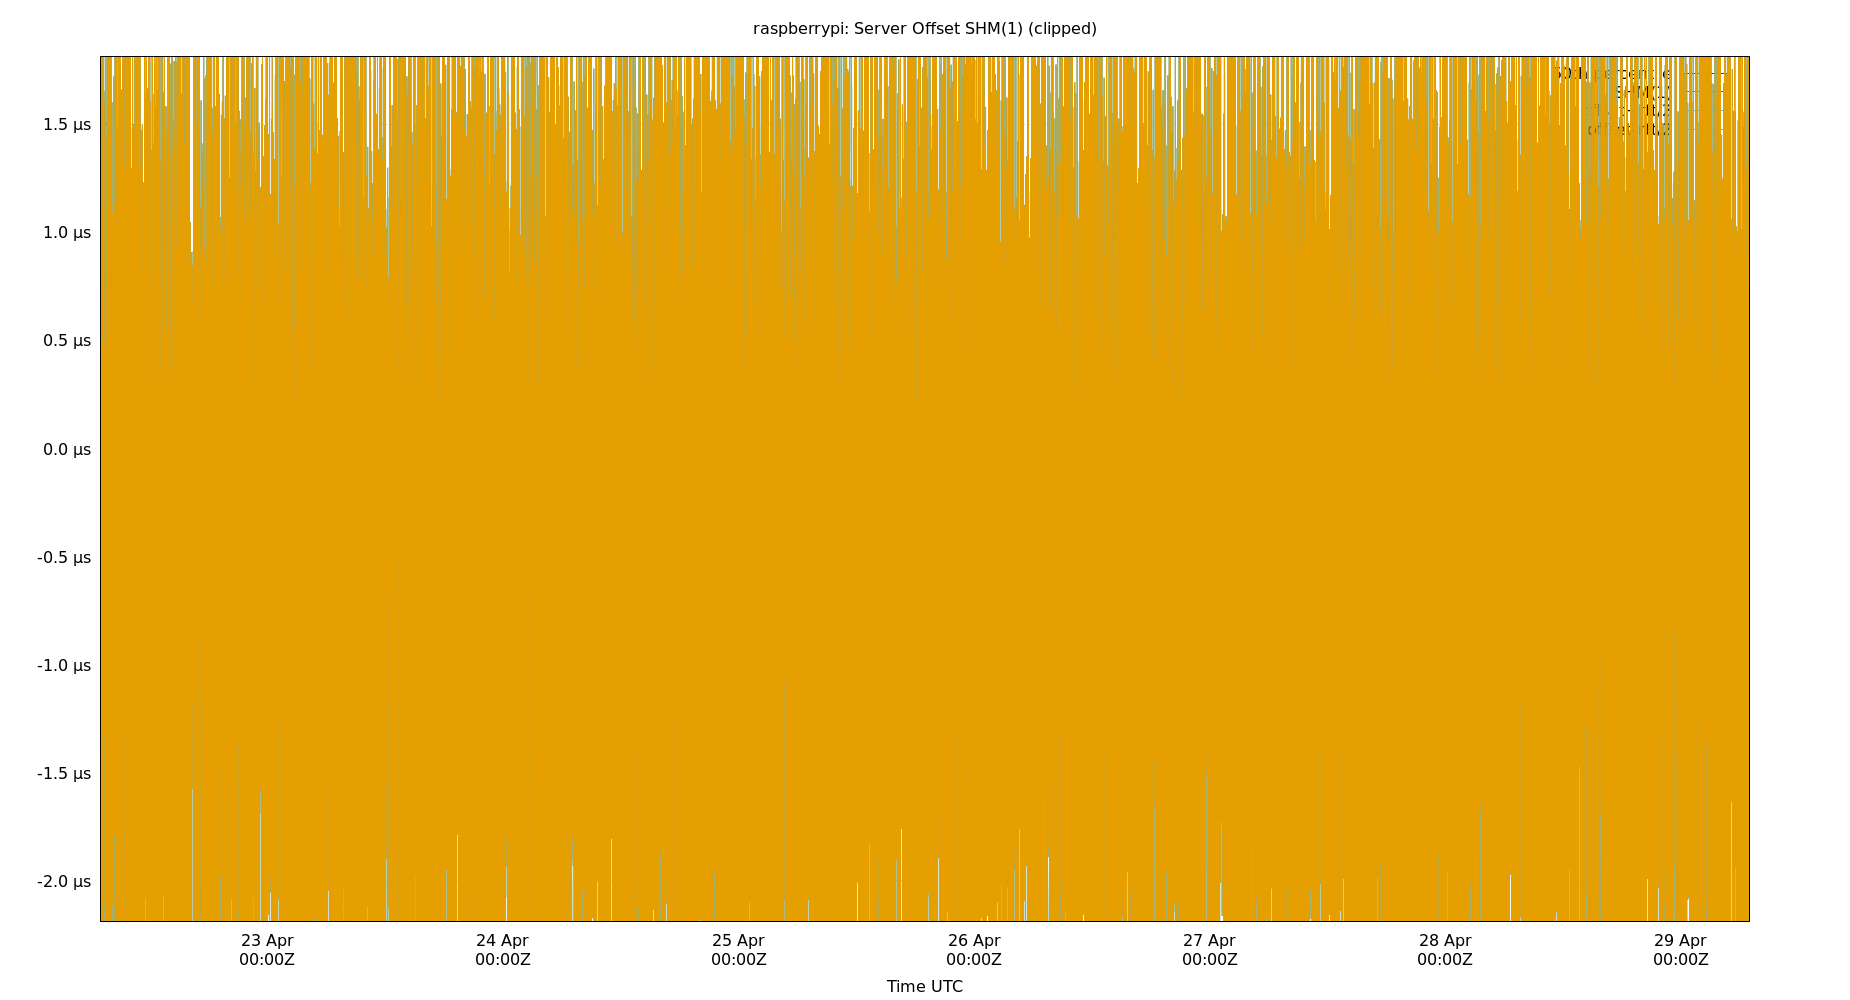 raspberrypi: Server Offset SHM(1) (clipped)
1.5 µs
1.0 µs
0.5 µs
0.0 µs
-0.5 µs
-1.0 µs
-1.5 µs
-2.0 µs
23 Apr 24 Apr 25 Apr 26 Apr 27 Apr 28 Apr 29 Apr
00:00Z 00:00Z 00:00Z 00:00Z 00:00Z 00:00Z 00:00Z
Time UTC